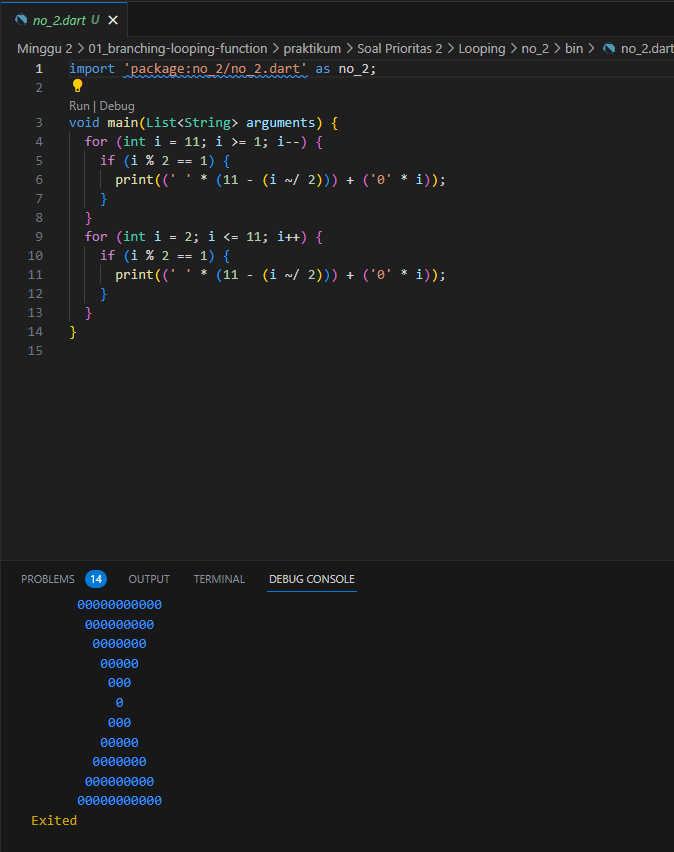 no_2.dart U ×
Minggu 2 > 01_branching-looping-function > praktikum > Soal Prioritas 2 > Looping > no_2 > bin > no_2.dart
1 import 'package:no_2/no_2.dart' as no_2;
2
Run | Debug
3 void main(List<String> arguments) {
4   for (int i = 11; i >= 1; i--) {
5     if (i % 2 == 1) {
6       print((' ' * (11 - (i ~/ 2))) + ('0' * i));
7     }
8   }
9   for (int i = 2; i <= 11; i++) {
10     if (i % 2 == 1) {
11       print((' ' * (11 - (i ~/ 2))) + ('0' * i));
12     }
13   }
14 }
15
PROBLEMS 14 OUTPUT TERMINAL DEBUG CONSOLE
      00000000000
       000000000
        0000000
         00000
          000
           0
          000
         00000
        0000000
       000000000
      00000000000
Exited